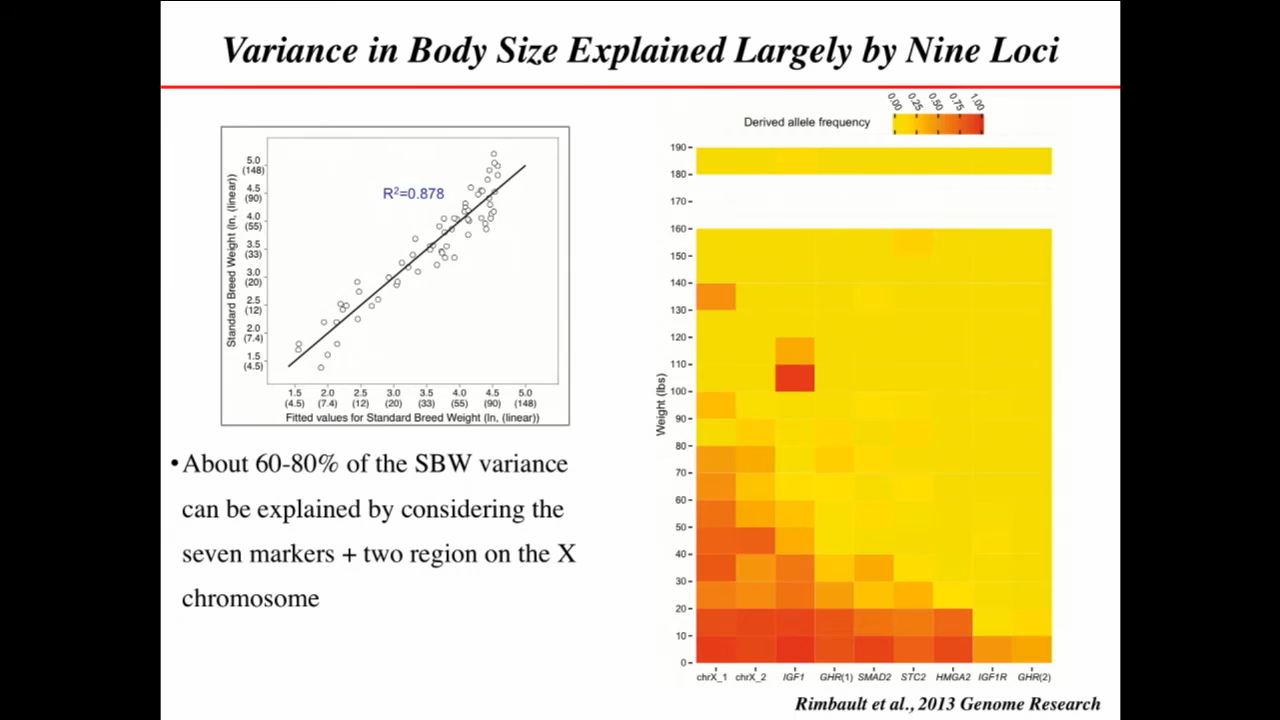 Variance in Body Size Explained Largely by Nine Loci
Standard Breed Weight (ln, (linear))
5.0
(148)
4.5
(90)
4.0
(55)
3.5
(33)
3.0
(20)
2.5
(12)
2.0
(7.4)
1.5
(4.5)
R²=0.878
1.5 2.0 2.5 3.0 3.5 4.0 4.5 5.0
(4.5) (7.4) (12) (20) (33) (55) (90) (148)
Fitted values for Standard Breed Weight (ln, (linear))
•About 60-80% of the SBW variance
can be explained by considering the
seven markers + two region on the X
chromosome
0.00 0.25 0.50 0.75 1.00
Derived allele frequency
Weight (lbs)
190
180
170
160
150
140
130
120
110
100
90
80
70
60
50
40
30
20
10
0
chrX_1 chrX_2 IGF1 GHR(1) SMAD2 STC2 HMGA2 IGF1R GHR(2)
Rimbault et al., 2013 Genome Research